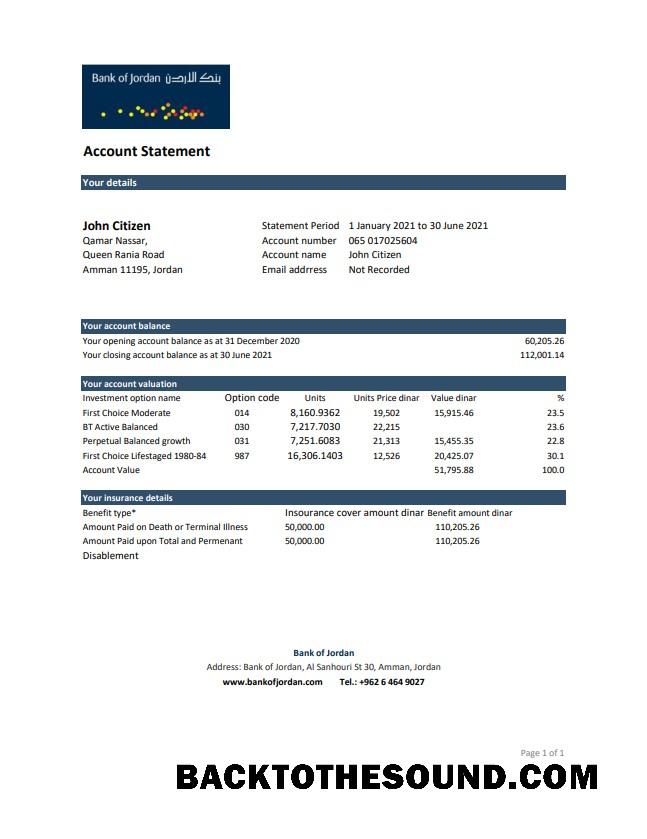 Bank of Jordan بنك الاردن
Account Statement
Your details
John Citizen Statement Period 1 January 2021 to 30 June 2021
Qamar Nassar, Account number 065 017025604
Queen Rania Road Account name John Citizen
Amman 11195, Jordan Email addrress Not Recorded
Your account balance
Your opening account balance as at 31 December 2020 60,205.26
Your closing account balance as at 30 June 2021 112,001.14
Your account valuation
Investment option name Option code Units Units Price dinar Value dinar %
First Choice Moderate 014 8,160.9362 19,502 15,915.46 23.5
BT Active Balanced 030 7,217.7030 22,215 23.6
Perpetual Balanced growth 031 7,251.6083 21,313 15,455.35 22.8
First Choice Lifestaged 1980-84 987 16,306.1403 12,526 20,425.07 30.1
Account Value 51,795.88 100.0
Your insurance details
Benefit type* Insourance cover amount dinar Benefit amount dinar
Amount Paid on Death or Terminal Illness 50,000.00 110,205.26
Amount Paid upon Total and Permenant 50,000.00 110,205.26
Disablement
Bank of Jordan
Address: Bank of Jordan, Al Sanhouri St 30, Amman, Jordan
www.bankofjordan.com Tel.: +962 6 464 9027
Page 1 of 1
BACKTOTHESOUND.COM